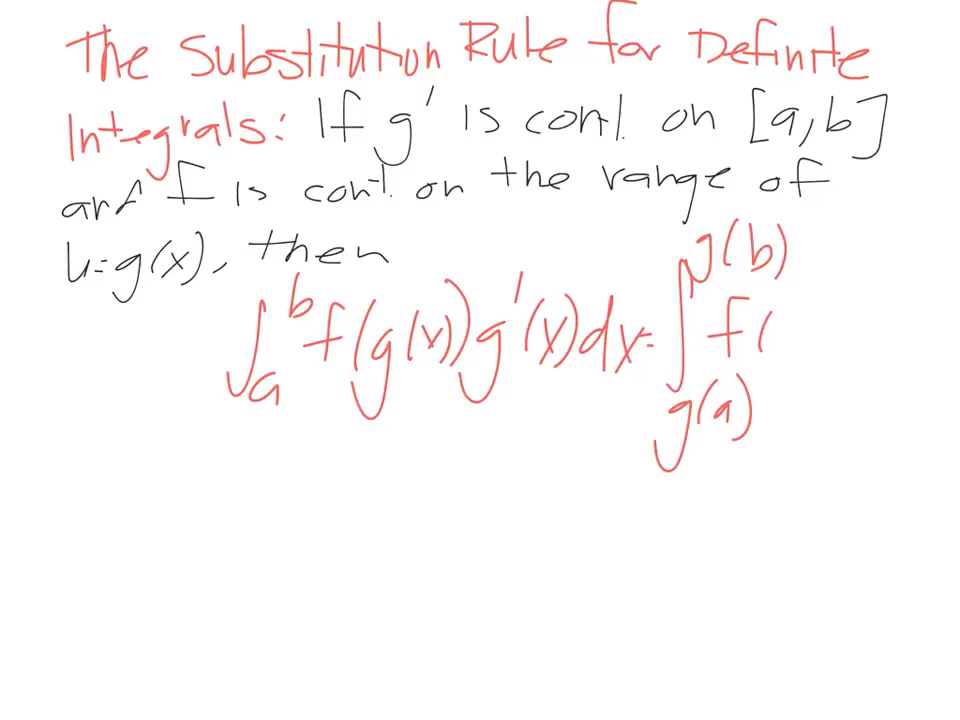 The Substitution Rule for Definite
Integrals: If g' is cont. on [a,b]
and f is cont. on the range of
u=g(x), then
∫_a^b f(g(x))g'(x)dx=∫_{g(a)}^{g(b)} f(